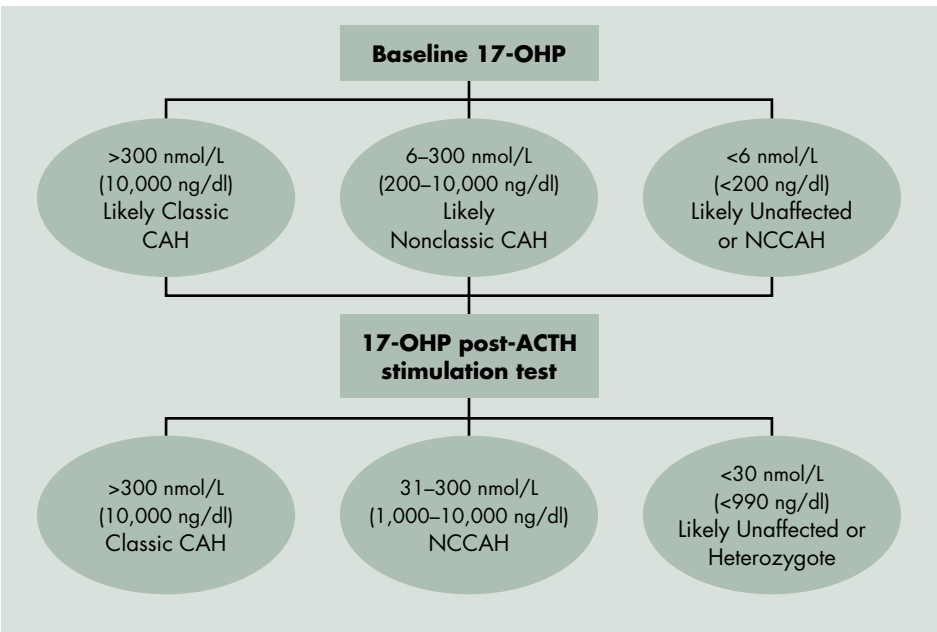 Baseline 17-OHP
>300 nmol/L
(10,000 ng/dl)
Likely Classic
CAH
6–300 nmol/L
(200–10,000 ng/dl)
Likely
Nonclassic CAH
<6 nmol/L
(<200 ng/dl)
Likely Unaffected
or NCCAH
17-OHP post-ACTH
stimulation test
>300 nmol/L
(10,000 ng/dl)
Classic CAH
31–300 nmol/L
(1,000–10,000 ng/dl)
NCCAH
<30 nmol/L
(<990 ng/dl)
Likely Unaffected or
Heterozygote